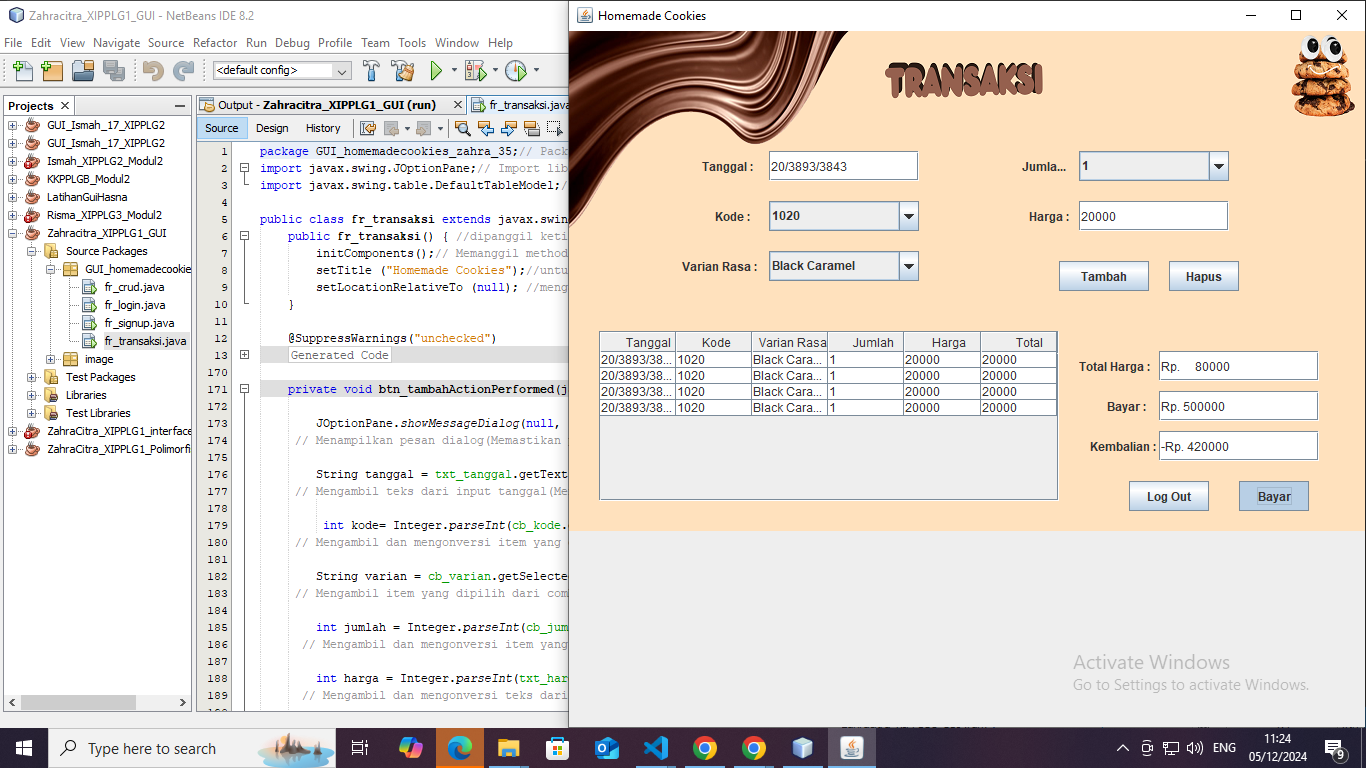 Zahracitra_XIPPLG1_GUI - NetBeans IDE 8.2
File Edit View Navigate Source Refactor Run Debug Profile Team Tools Window Help
<default config>
Projects
GUI_Ismah_17_XIPPLG2
GUI_Ismah_17_XIPPLG2
Ismah_XIPPLG2_Modul2
KKPPLGB_Modul2
LatihanGuiHasna
Risma_XIPPLG3_Modul2
Zahracitra_XIPPLG1_GUI
Source Packages
GUI_homemadecookie
fr_crud.java
fr_login.java
fr_signup.java
fr_transaksi.java
image
Test Packages
Libraries
Test Libraries
ZahraCitra_XIPPLG1_interface
ZahraCitra_XIPPLG1_Polimorfi
Output - Zahracitra_XIPPLG1_GUI (run)
fr_transaksi.java
Source Design History
1 package GUI_homemadecookies_zahra_35;// Pack
2 import javax.swing.JOptionPane;// Import lib
3 import javax.swing.table.DefaultTableModel;/
4
5 public class fr_transaksi extends javax.swin
6 public fr_transaksi() { //dipanggil keti
7 initComponents();// Memanggil method
8 setTitle ("Homemade Cookies");//untu
9 setLocationRelativeTo (null); //meng
10 }
11
12 @SuppressWarnings("unchecked")
13 Generated Code
170
171 private void btn_tambahActionPerformed(j
172
173 JOptionPane.showMessageDialog(null,
174 // Menampilkan pesan dialog(Memastikan
175
176 String tanggal = txt_tanggal.getText
177 // Mengambil teks dari input tanggal(Me
178
179 int kode= Integer.parseInt(cb_kode.
180 // Mengambil dan mengonversi item yang
181
182 String varian = cb_varian.getSelecte
183 // Mengambil item yang dipilih dari com
184
185 int jumlah = Integer.parseInt(cb_jum
186 // Mengambil dan mengonversi item yang
187
188 int harga = Integer.parseInt(txt_har
189 // Mengambil dan mengonversi teks dari
Homemade Cookies
TRANSAKSI
Tanggal : 20/3893/3843 Jumla... 1
Kode : 1020 Harga : 20000
Varian Rasa : Black Caramel
Tambah Hapus
Tanggal Kode Varian Rasa Jumlah Harga Total
20/3893/38... 1020 Black Cara... 1 20000 20000
20/3893/38... 1020 Black Cara... 1 20000 20000
20/3893/38... 1020 Black Cara... 1 20000 20000
20/3893/38... 1020 Black Cara... 1 20000 20000
Total Harga : Rp. 80000
Bayar : Rp. 500000
Kembalian : -Rp. 420000
Log Out Bayar
Activate Windows
Go to Settings to activate Windows.
Type here to search
ENG
11:24
05/12/2024
9